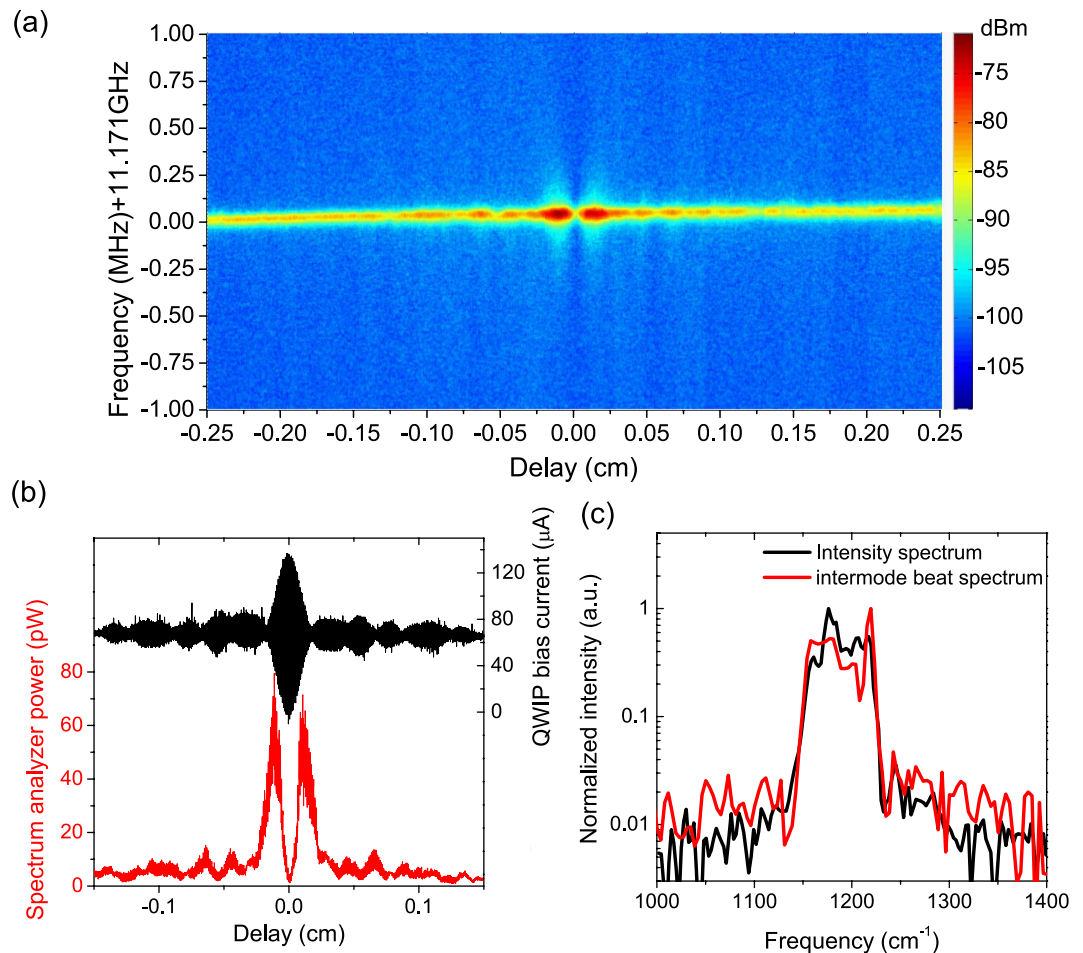 (a)
dBm
Frequency (MHz)+11.171GHz
1.00
0.75
0.50
0.25
0.00
-0.25
-0.50
-0.75
-1.00
-0.25 -0.20 -0.15 -0.10 -0.05 0.00 0.05 0.10 0.15 0.20 0.25
Delay (cm)
-75
-80
-85
-90
-95
-100
-105
(b)
Spectrum analyzer power (pW)
80
60
40
20
0
-0.1 0.0 0.1
Delay (cm)
120
80
40
0
QWIP bias current (μA)
(c)
Intensity spectrum
intermode beat spectrum
Normalized intensity (a.u.)
1
0.1
0.01
1000 1100 1200 1300 1400
Frequency (cm-1)